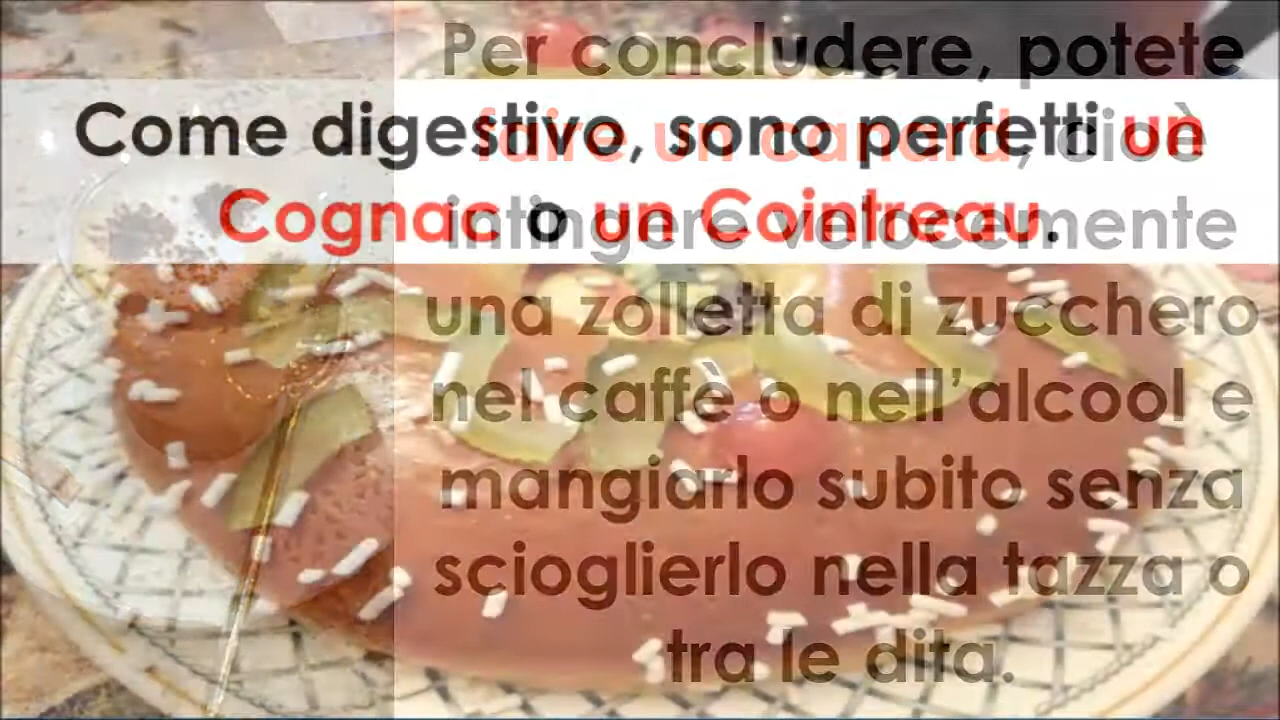 Per concludere, potete
faire un canard, cioè
intingere velocemente
una zolletta di zucchero
nel caffè o nell'alcool e
mangiarlo subito senza
scioglierlo nella tazza o
tra le dita.
Come digestivo, sono perfetti un
Cognac o un Cointreau.